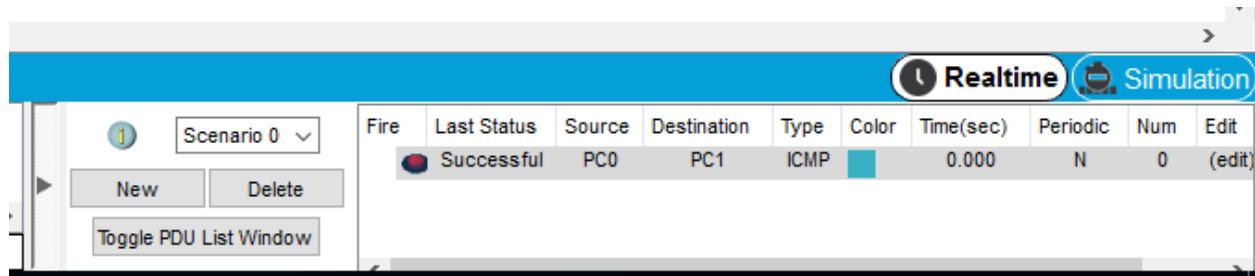 Realtime Simulation
Scenario 0
Fire Last Status Source Destination Type Color Time(sec) Periodic Num Edit
Successful PC0 PC1 ICMP 0.000 N 0 (edit)
New Delete
Toggle PDU List Window